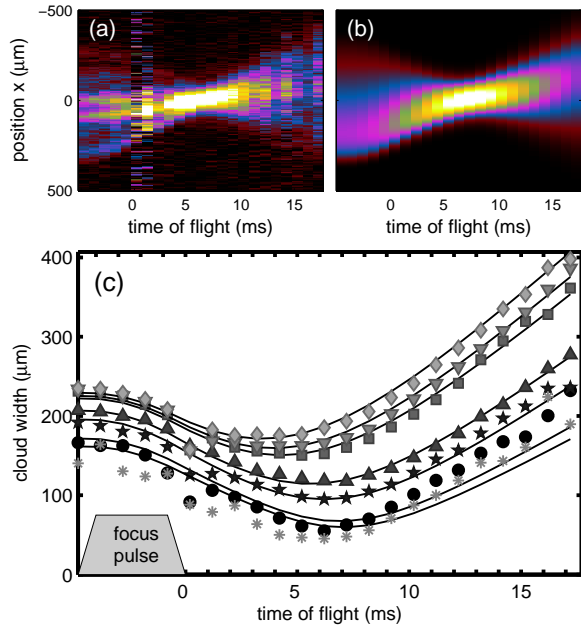 (a)
(b)
−500
0
500
position x (μm)
0 5 10 15
0 5 10 15
time of flight (ms)
time of flight (ms)
(c)
400
300
200
100
0
cloud width (μm)
focus
pulse
0 5 10 15
time of flight (ms)